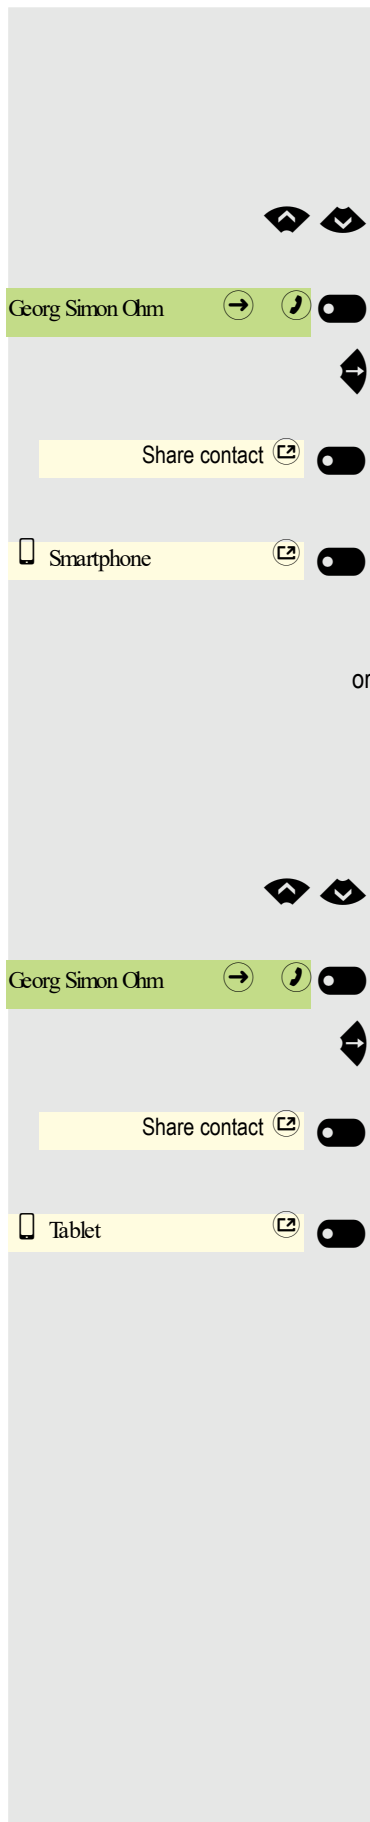 Georg Simon Ohm
Share contact
Smartphone
or
Georg Simon Ohm
Share contact
Tablet